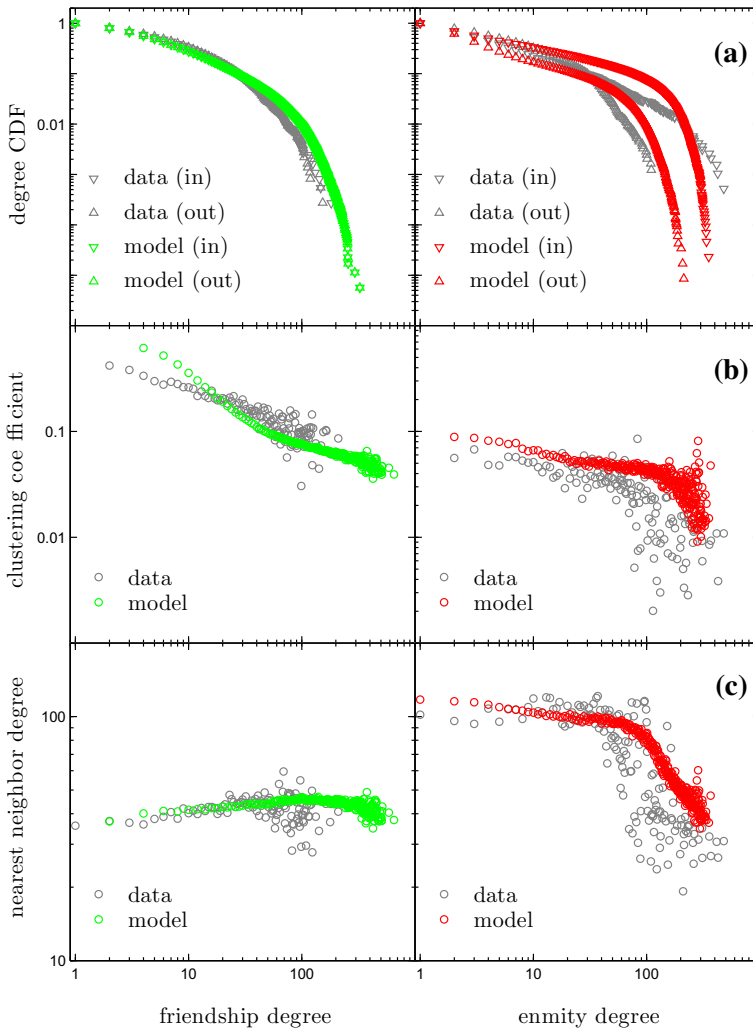 1
(a)
degree CDF
0.01
data (in)
data (out)
model (in)
model (out)
data (in)
data (out)
model (in)
model (out)
(b)
clustering coe fficient
0.1
0.01
data
model
data
model
(c)
nearest neighbor degree
100
10
data
model
data
model
1 10 100 1 10 100
friendship degree enmity degree